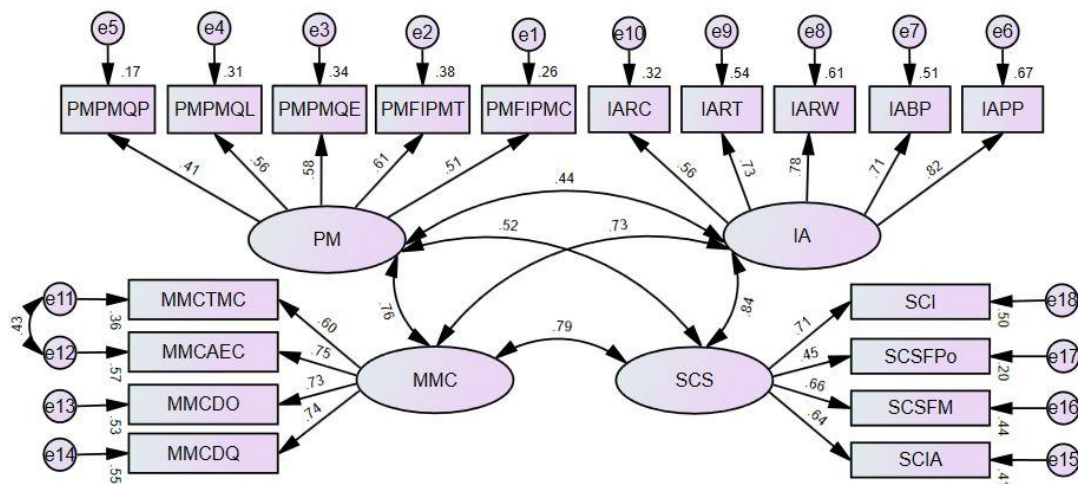 e5 e4 e3 e2 e1 e10 e9 e8 e7 e6
.17 .31 .34 .38 .26 .32 .54 .61 .51 .67
PMPMQP PMPMQL PMPMQE PMFIPMT PMFIPMC IARC IART IARW IABP IAPP
.41 .56 .58 .61 .51 .56 .73 .78 .71 .82
.44
PM .52 .73 IA
e11 MMCTMC SCI e18
.43 .36 .60 .76 .84 .71 .50
e12 MMCAEC .75 .79 .45 SCSFPo e17
.57 .20
MMC SCS
e13 MMCDO .73 .66 SCSFM e16
.53 .74 .64 .44
e14 MMCDQ SCIA e15
.55